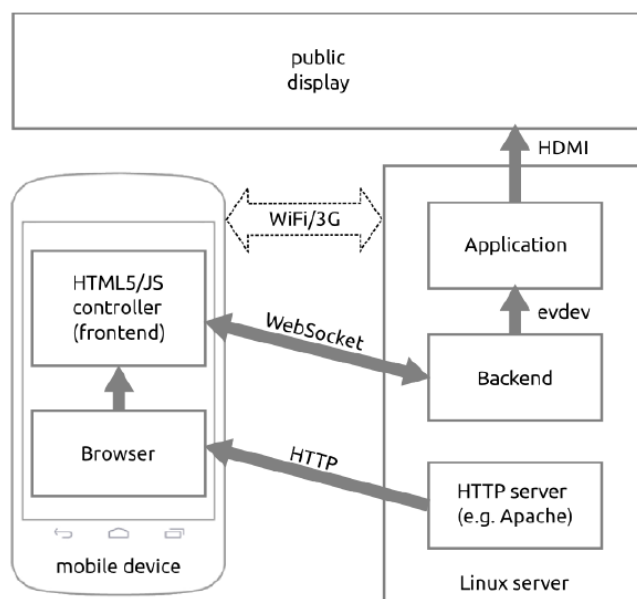 public
display
HDMI
WiFi/3G
Application
HTML5/JS
controller
(frontend)
WebSocket
evdev
Backend
Browser
HTTP
HTTP server
(e.g. Apache)
mobile device
Linux server